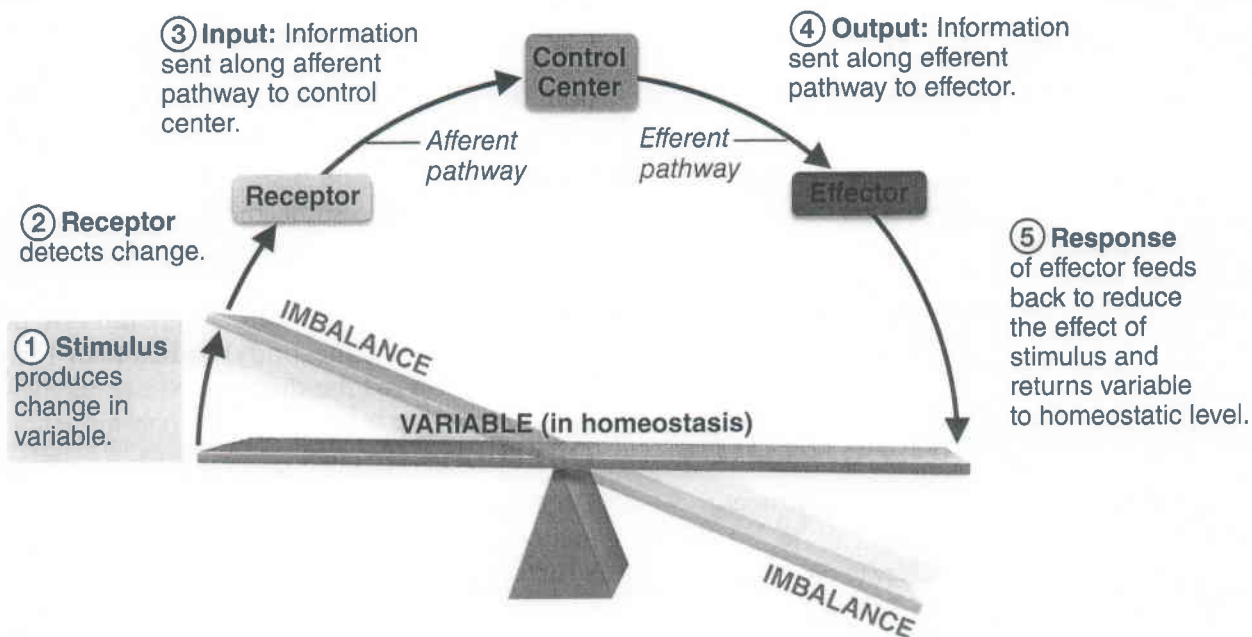 ③ Input: Information
sent along afferent
pathway to control
center.
Control
Center
④ Output: Information
sent along efferent
pathway to effector.
Afferent
pathway
Efferent
pathway
Receptor
Effector
② Receptor
detects change.
⑤ Response
of effector feeds
back to reduce
the effect of
stimulus and
returns variable
to homeostatic level.
① Stimulus
produces
change in
variable.
IMBALANCE
VARIABLE (in homeostasis)
IMBALANCE